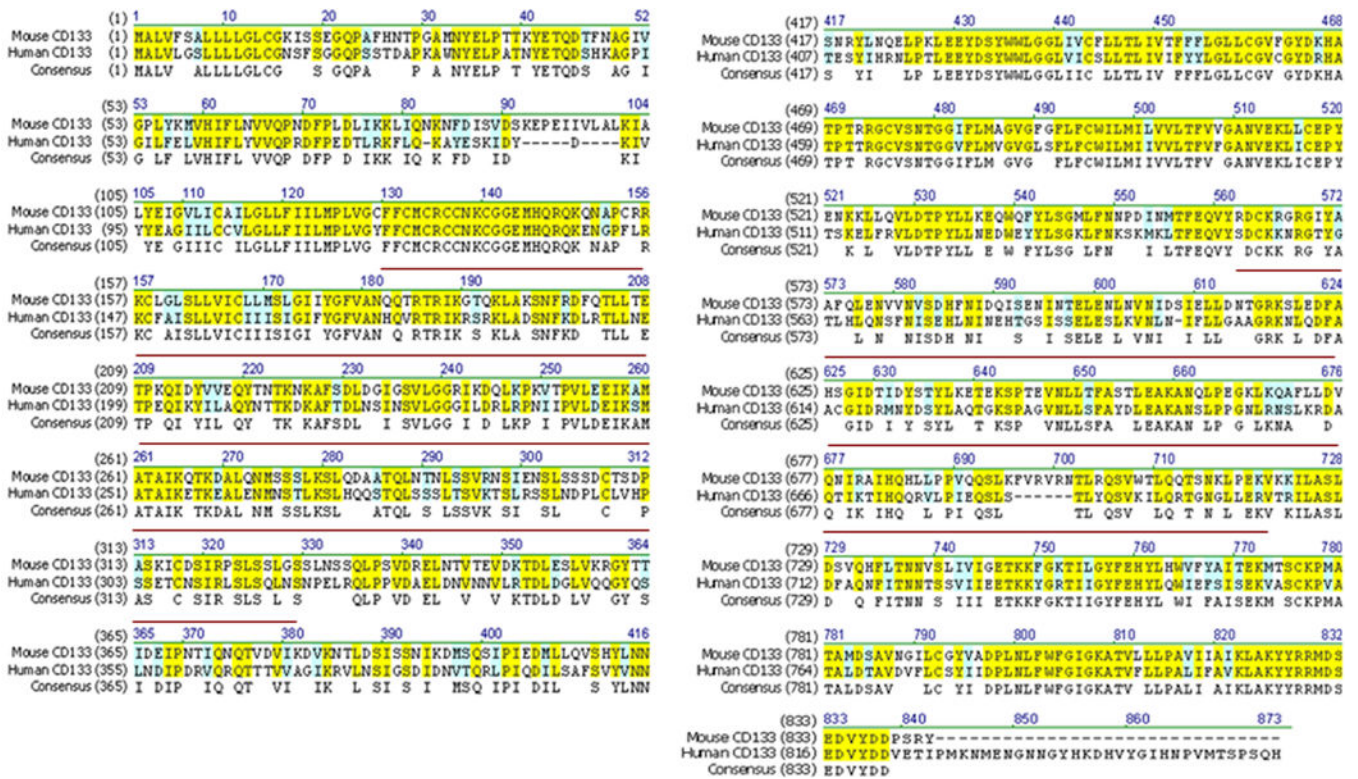 (1) 1 10 20 30 40 52
Mouse CD133 (1) MALVFSALLLLGLCGKISSEGQPAFHNTPGAMNYELPTTKYETQDTFNAGIV
Human CD133 (1) MALVLGSLLLLGLCGNSFSGGQPSSTDAPKAWNYELPATNYETQDSHKAGPI
Consensus (1) MALV ALLLLGLCG S GQPA P A NYELP T YETQDS AG I
(53) 53 60 70 80 90 104
Mouse CD133 (53) GPLYKMVHIFLNVVQPNDFPLDLIKKLIQNKNFDISVDSKEPEIIVLALKIA
Human CD133 (53) GILFELVHIFLYVVQPRDFPEDTLRKFLQ-KAYESKIDY-----D----KIV
Consensus (53) G LF LVHIFL VVQP DFP D IKK IQ K FD ID KI
(105) 105 110 120 130 140 156
Mouse CD133 (105) LYEIGVLICAILGLLFIILMPLVGCFFCMCRCCNKCGGEMHQRQKQNAPCRR
Human CD133 (95) YYEAGIILCCVLGLLFIILMPLVGYFFCMCRCCNKCGGEMHQRQKENGPFLR
Consensus (105) YE GIIIC ILGLLFIILMPLVG FFCMCRCCNKCGGEMHQRQK NAP R
(157) 157 170 180 190 208
Mouse CD133 (157) KCLGLSLLVICLLMSLGIIYGFVANQQTRTRIKGTQKLAKSNFRDFQTLLTE
Human CD133 (147) KCFAISLLVICIIISIGIFYGFVANHQVRTRIKRSRKLADSNFKDLRTLLNE
Consensus (157) KC AISLLVICIIISIGI YGFVAN Q RTRIK S KLA SNFKD TLL E
(209) 209 220 230 240 250 260
Mouse CD133 (209) TPKQIDYVVEQYTNTKNKAFSDLDGIGSVLGGRIKDQLKPKVTPVLEEIKAM
Human CD133 (199) TPEQIKYILAQYNTTKDKAFTDLNSINSVLGGGILDRLRPNIIPVLDEIKSM
Consensus (209) TP QI YIL QY TK KAFSDL I SVLGG I D LKP I PVLDEIKAM
(261) 261 270 280 290 300 312
Mouse CD133 (261) ATAIKQTKDALQNMSSSLKSLQDAATQLNTNLSSVRNSIENSLSSSDCTSDP
Human CD133 (251) ATAIKETKEALENMNSTLKSLHQQSTQLSSSLTSVKTSLRSSLNDPLCLVHP
Consensus (261) ATAIK TKDAL NM SSLKSL ATQL S LSSVK SI SL C P
(313) 313 320 330 340 350 364
Mouse CD133 (313) ASKICDSIRPSLSSLGSSLNSSQLPSVDRELNTVTEVDKTDLESLVKRGYTT
Human CD133 (303) SSETCNSIRLSLSQLNSNPELRQLPPVDAELDNVNNVLRTDLDGLVQQGYQS
Consensus (313) AS C SIR SLS L S QLP VD EL V V KTDLD LV GY S
(365) 365 370 380 390 400 416
Mouse CD133 (365) IDEIPNTIQNQTVDVIKDVKNTLDSISSNIKDMSQSIPIEDMLLQVSHYLNN
Human CD133 (355) LNDIPDRVQRQTTTVVAGIKRVLNSIGSDIDNVTQRLPIQDILSAFSVYVNN
Consensus (365) I DIP IQ QT VI IK L SI S I MSQ IPI DIL S YLNN
(417) 417 430 440 450 468
Mouse CD133 (417) SNRYLNQELPKLEEYDSYWWLGGLIVCFLLTLIVTFFFLGLLCGVFGYDKHA
Human CD133 (407) TESYIHRNLPTLEEYDSYWWLGGLVICSLLTLIVIFYYLGLLCGVCGYDRHA
Consensus (417) S YI LP LEEYDSYWWLGGLIIC LLTLIV FFFLGLLCGV GYDKHA
(469) 469 480 490 500 510 520
Mouse CD133 (469) TPTRRGCVSNTGGIFLMAGVGFGFLFCWILMILVVLTFVVGANVEKLLCEPY
Human CD133 (459) TPTTRGCVSNTGGVFLMVGVGLSFLFCWILMIIVVLTFVFGANVEKLICEPY
Consensus (469) TPT RGCVSNTGGIFLM GVG FLFCWILMIIVVLTFV GANVEKLICEPY
(521) 521 530 540 550 560 572
Mouse CD133 (521) ENKKLLQVLDTPYLLKEQWQFYLSGMLFNNPDINMTFEQVYRDCKRGRGIYA
Human CD133 (511) TSKELFRVLDTPYLLNEDWEYYLSGKLFNKSKMKLTFEQVYSDCKKNRGTYG
Consensus (521) K L VLDTPYLL E W FYLSG LFN I LTFEQVY DCKK RG YA
(573) 573 580 590 600 610 624
Mouse CD133 (573) AFQLENVVNVSDHFNIDQISENINTELENLNVNIDSIELLDNTGRKSLEDFA
Human CD133 (563) TLHLQNSFNISEHLNINEHTGSISSELESLKVNLN-IFLLGAAGRKNLQDFA
Consensus (573) L N NISDH NI S I SELE L VNI I LL GRK L DFA
(625) 625 630 640 650 660 676
Mouse CD133 (625) HSGIDTIDYSTYLKETEKSPTEVNLLTFASTLEAKANQLPEGKLKQAFLLDV
Human CD133 (614) ACGIDRMNYDSYLAQTGKSPAGVNLLSFAYDLEAKANSLPPGNLRNSLKRDA
Consensus (625) GID I YSYL T KSP VNLLSFA LEAKANL P G LKNA D
(677) 677 690 700 710 728
Mouse CD133 (677) QNIRAIHQHLLPPVQQSLKFVRVRNTLRQSVWTLQQTSNKLPEKVKKILASL
Human CD133 (666) QTIKTIHQQRVLPIEQSLS------TLYQSVKILQRTGNGLLERVTRILASL
Consensus (677) Q IK IHQ L P IQSL TL QSV LQ T N L EKVKKILASL
(729) 729 740 750 760 770 780
Mouse CD133 (729) DSVQHFLTNNVSLIVIGETKKFGKTILGYFEHYLHWVFYAITEKMTSCKPMA
Human CD133 (712) DFAQNFITNNTSSVIIEETKKYGRTIIGYFEHYLQWIEFSISEKVASCKPVA
Consensus (729) D Q FITNN S III ETKKFGKTIIGYFEHYL W IFAISEKM SCKPMA
(781) 781 790 800 810 820 832
Mouse CD133 (781) TAMDSAVNGILCGYVADPLNLFWFGIGKATVLLLPAVIIAIKLAKYYRRMDS
Human CD133 (764) TALDTAVDVFLCSYIIDPLNLFWFGIGKATVFLLPALIFAVKLAKYYRRMDS
Consensus (781) TALDSAV LC YI DPLNLFWFGIGKATV LLPALI AIKLAKYYRRMDS
(833) 833 840 850 860 873
Mouse CD133 (833) EDVYDDPSRY-------------------------------
Human CD133 (816) EDVYDDVETIPMKNMENGNNGYHKDHVYGIHNPVMTSPSQH
Consensus (833) EDVYDD